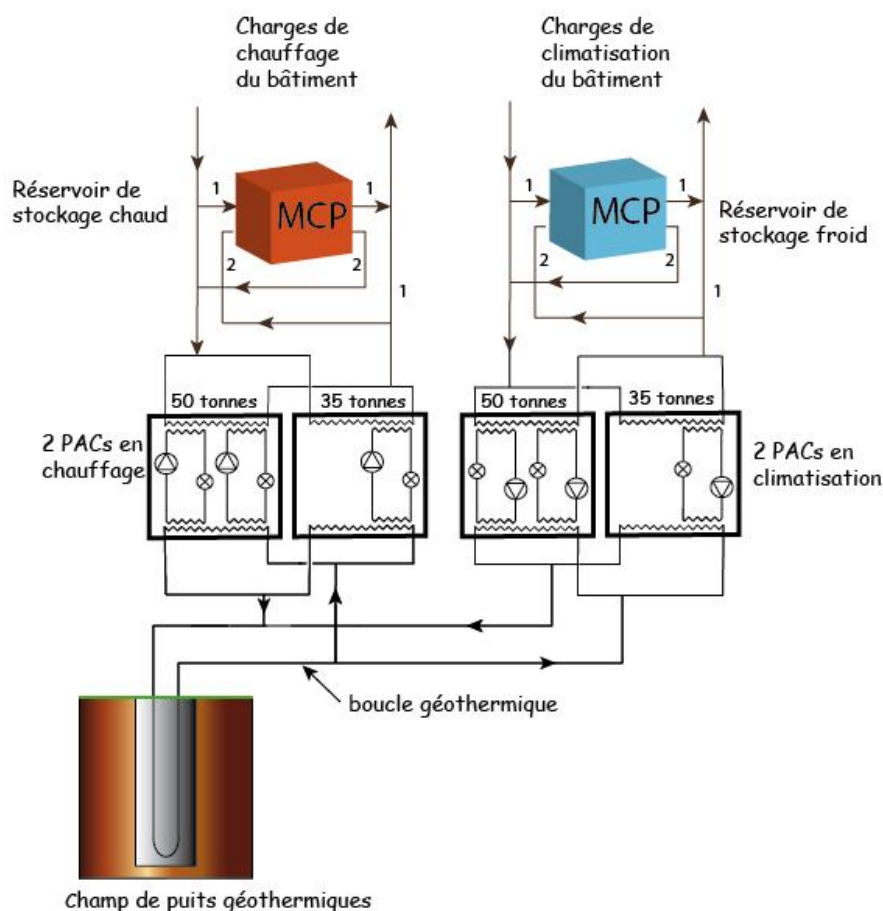 Charges de
chauffage
du bâtiment
Charges de
climatisation
du bâtiment
Réservoir de
stockage chaud
1
MCP
1
2
2
1
1
MCP
1
2
2
1
Réservoir de
stockage froid
50 tonnes
35 tonnes
50 tonnes
35 tonnes
2 PACs en
chauffage
2 PACs en
climatisation
boucle géothermique
Champ de puits géothermiques